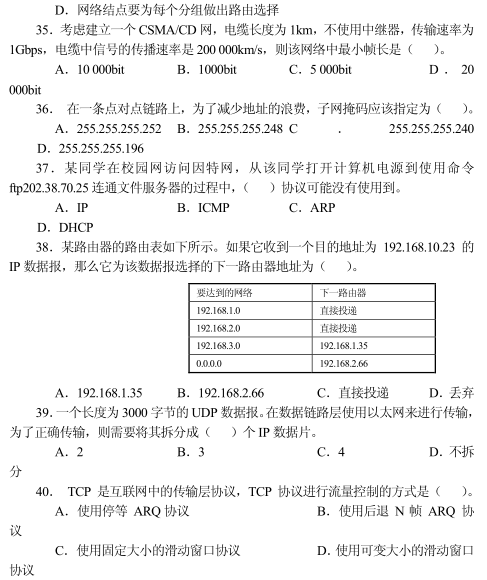 D．网络结点要为每个分组做出路由选择
35．考虑建立一个 CSMA/CD 网，电缆长度为 1km，不使用中继器，传输速率为
1Gbps，电缆中信号的传播速率是 200 000km/s，则该网络中最小帧长是（　　）。
A．10 000bit B．1000bit C．5 000bit D．20
000bit
36． 在一条点对点链路上，为了减少地址的浪费，子网掩码应该指定为（　　）。
A．255.255.255.252 B．255.255.255.248 C ． 255.255.255.240
D．255.255.255.196
37．某同学在校园网访问因特网，从该同学打开计算机电源到使用命令
ftp202.38.70.25 连通文件服务器的过程中，（　　）协议可能没有使用到。
A．IP B．ICMP C．ARP
D．DHCP
38．某路由器的路由表如下所示。如果它收到一个目的地址为 192.168.10.23 的
IP 数据报，那么它为该数据报选择的下一路由器地址为（　　）。
要达到的网络 下一路由器
192.168.1.0 直接投递
192.168.2.0 直接投递
192.168.3.0 192.168.1.35
0.0.0.0 192.168.2.66
A．192.168.1.35 B．192.168.2.66 C．直接投递 D．丢弃
39．一个长度为 3000 字节的 UDP 数据报。在数据链路层使用以太网来进行传输，
为了正确传输，则需要将其拆分成（　　）个 IP 数据片。
A．2 B．3 C．4 D．不拆
分
40． TCP 是互联网中的传输层协议，TCP 协议进行流量控制的方式是（　　）。
A．使用停等 ARQ 协议 B．使用后退 N 帧 ARQ 协
议
C．使用固定大小的滑动窗口协议 D．使用可变大小的滑动窗口
协议